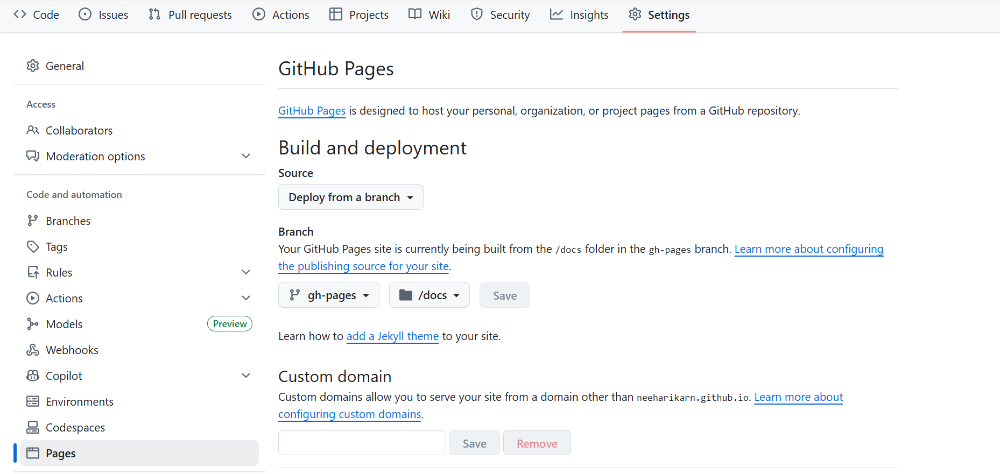 Code Issues Pull requests Actions Projects Wiki Security Insights Settings
General
Access
Collaborators
Moderation options
Code and automation
Branches
Tags
Rules
Actions
Models Preview
Webhooks
Copilot
Environments
Codespaces
Pages
GitHub Pages
GitHub Pages is designed to host your personal, organization, or project pages from a GitHub repository.
Build and deployment
Source
Deploy from a branch
Branch
Your GitHub Pages site is currently being built from the /docs folder in the gh-pages branch. Learn more about configuring
the publishing source for your site.
gh-pages /docs Save
Learn how to add a Jekyll theme to your site.
Custom domain
Custom domains allow you to serve your site from a domain other than neeharikarn.github.io. Learn more about
configuring custom domains.
Save Remove